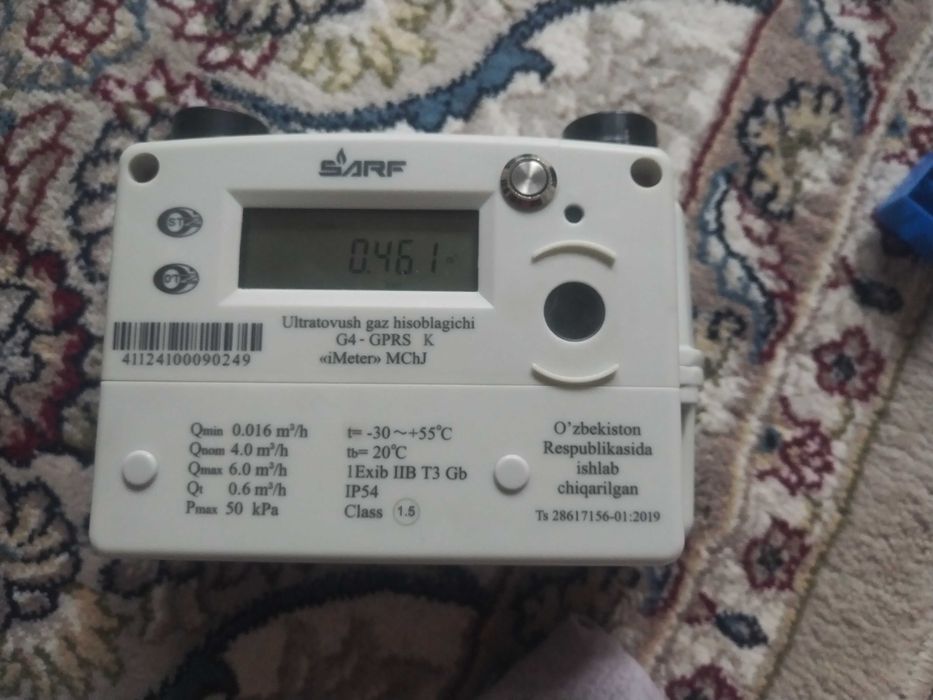 SARF
ST
0.461
Ultratovush gaz hisoblagichi
G4 - GPRS K
«iMeter» MChJ
41124100090249
Qmin 0.016 m³/h
Qnom 4.0 m³/h
Qmax 6.0 m³/h
Qt 0.6 m³/h
Pmax 50 kPa
t= -30～+55°C
tb= 20°C
1Exib IIB T3 Gb
IP54
Class 1.5
O’zbekiston
Respublikasida
ishlab
chiqarilgan
Ts 28617156-01:2019